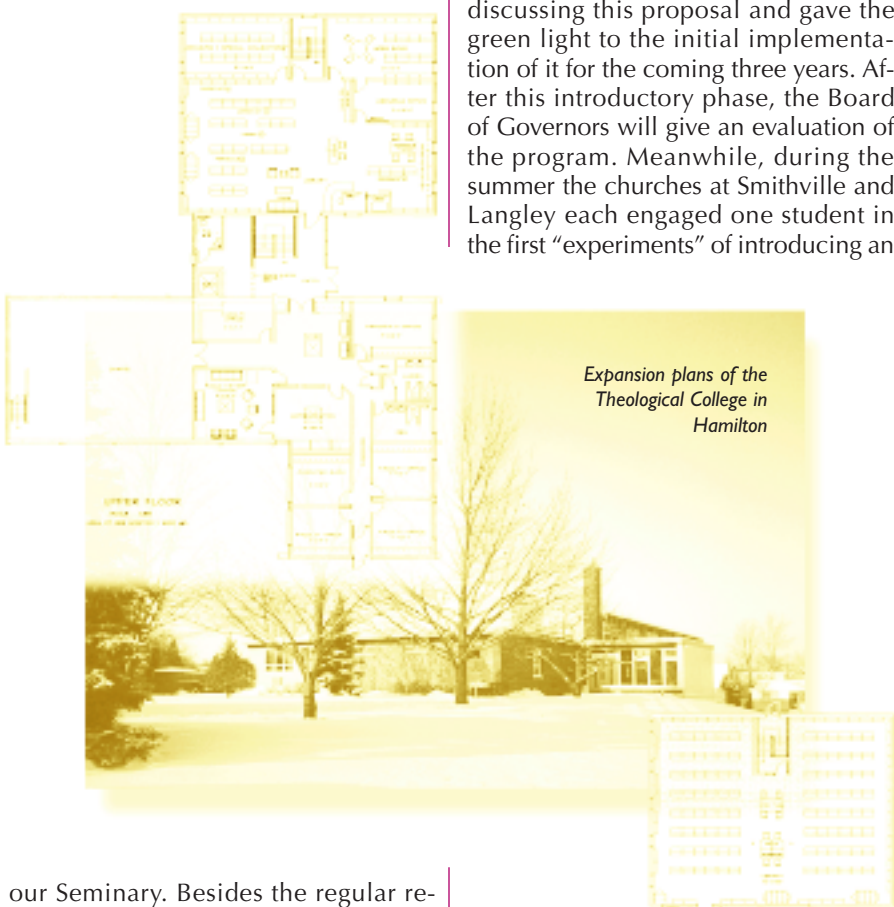 discussing this proposal and gave the
green light to the initial implementa-
tion of it for the coming three years. Af-
ter this introductory phase, the Board
of Governors will give an evaluation of
the program. Meanwhile, during the
summer the churches at Smithville and
Langley each engaged one student in
the first “experiments” of introducing an
Expansion plans of the
Theological College in
Hamilton
UPPER FLOOR
our Seminary. Besides the regular re-